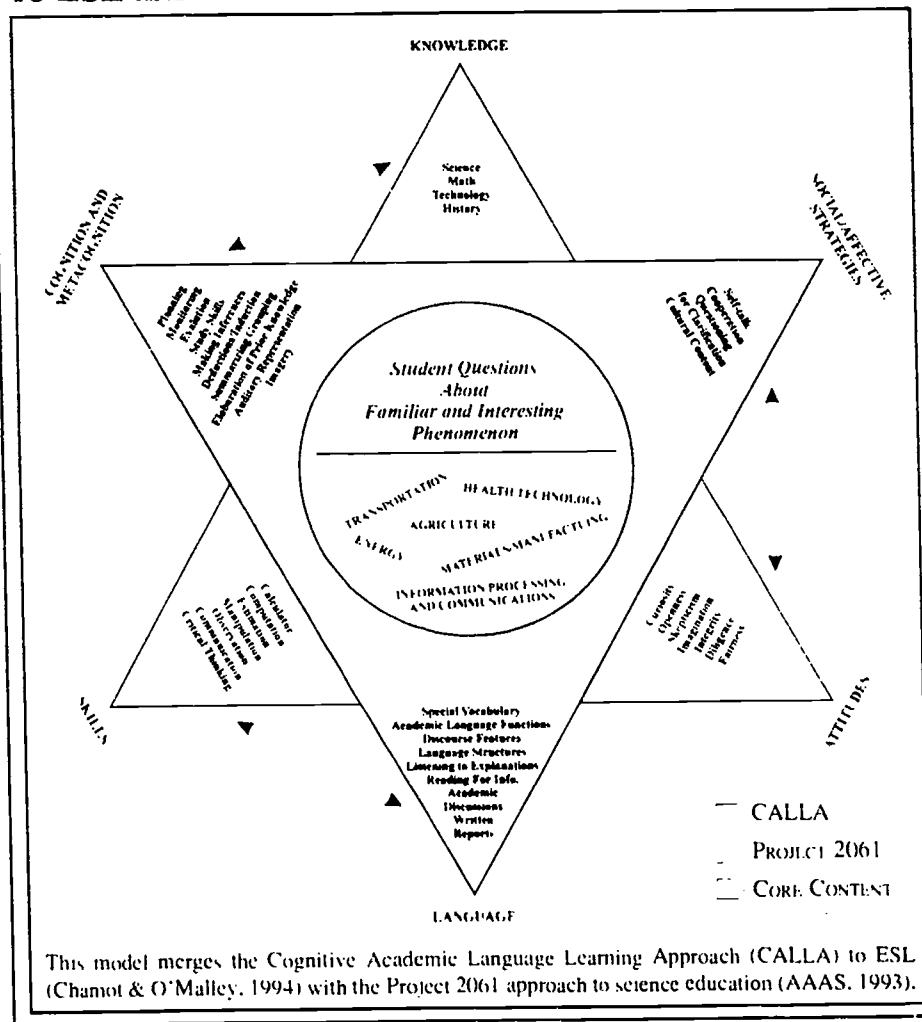 KNOWLEDGE
Science
Math
Technology
History
COGNITION AND
METACOGNITION
SOCIAL/AFFECTIVE
STRATEGIES
Planning
Monitoring
Evaluation
Study Skills
Making Inferences
Deductions/Induction
Summarizing/Grouping
Elaboration of Prior Knowledge
Auditory Representation
Imagery
Self-talk
Cooperation
Questioning
for Clarification
Cultural Content
Student Questions
About
Familiar and Interesting
Phenomenon
TRANSPORTATION
HEALTH TECHNOLOGY
AGRICULTURE
ENERGY
MATERIALS/MANUFACTUING
INFORMATION PROCESSING
AND COMMUNICATIONS
Calculator
Computation
Estimation
Manipulation
Observation
Communication
Critical Thinking
Curiosity
Openness
Skepticism
Imagination
Integrity
Diligence
Fairness
SKILLS
ATTITUDES
Special Vocabulary
Academic Language Functions
Discourse Features
Language Structures
Listening to Explanations
Reading For Info.
Academic
Discussions
Written
Reports
LANGUAGE
CALLA
PROJECT 2061
CORE CONTENT
This model merges the Cognitive Academic Language Learning Approach (CALLA) to ESL
(Chamot & O'Malley, 1994) with the Project 2061 approach to science education (AAAS, 1993).